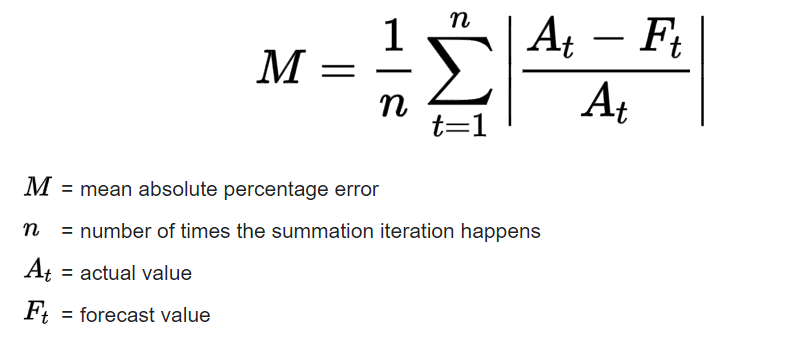 M = 1/n ∑_{t=1}^{n} |(A_t − F_t)/A_t|
M = mean absolute percentage error
n = number of times the summation iteration happens
A_t = actual value
F_t = forecast value